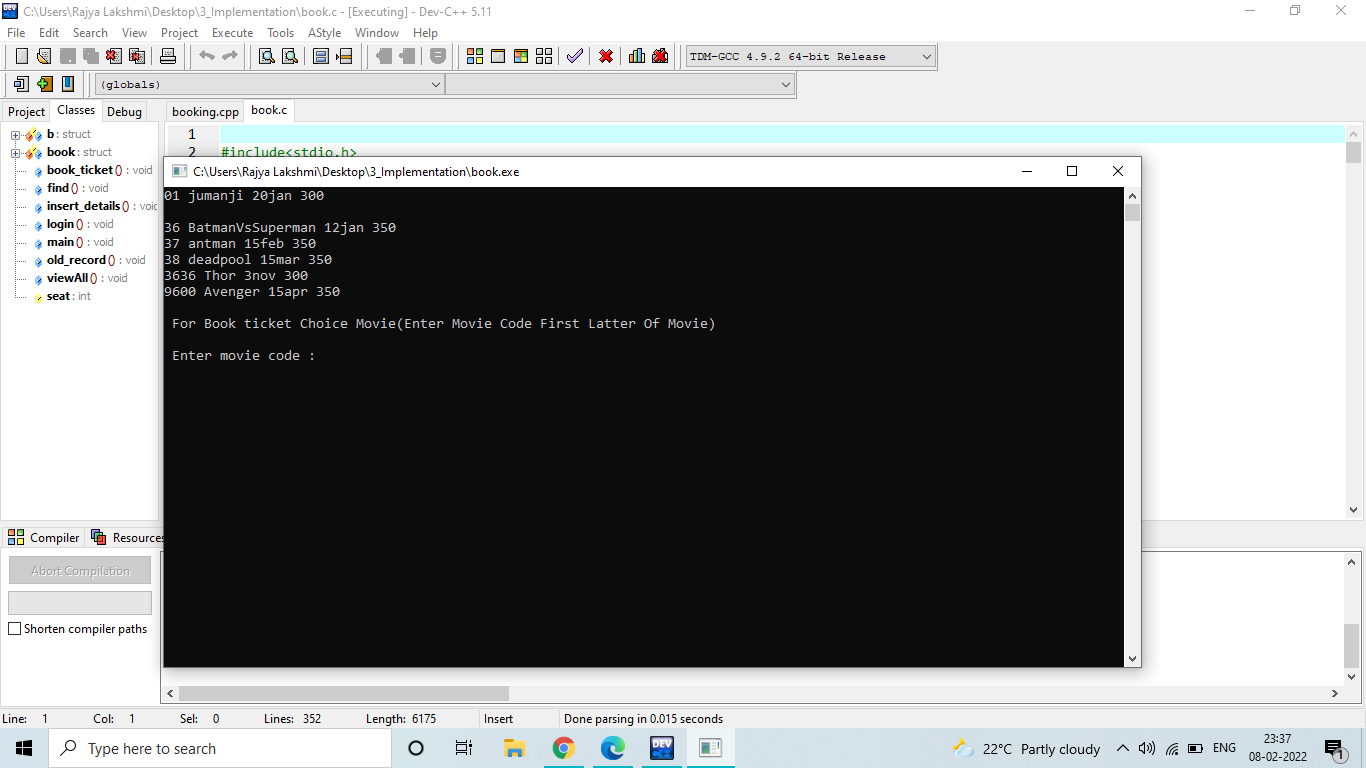 C:\Users\Rajya Lakshmi\Desktop\3_Implementation\book.c - [Executing] - Dev-C++ 5.11
File Edit Search View Project Execute Tools AStyle Window Help
TDM-GCC 4.9.2 64-bit Release
(globals)
Project Classes Debug booking.cpp book.c
b : struct
book : struct
book_ticket () : void
find () : void
insert_details () : void
login () : void
main () : void
old_record () : void
viewAll () : void
seat : int
1
2 #include<stdio.h>
C:\Users\Rajya Lakshmi\Desktop\3_Implementation\book.exe
01 jumanji 20jan 300
36 BatmanVsSuperman 12jan 350
37 antman 15feb 350
38 deadpool 15mar 350
3636 Thor 3nov 300
9600 Avenger 15apr 350
For Book ticket Choice Movie(Enter Movie Code First Latter Of Movie)
Enter movie code :
Compiler Resources
Abort Compilation
Shorten compiler paths
Line: 1 Col: 1 Sel: 0 Lines: 352 Length: 6175 Insert Done parsing in 0.015 seconds
Type here to search
DEV
22°C Partly cloudy ENG
23:37
08-02-2022
1